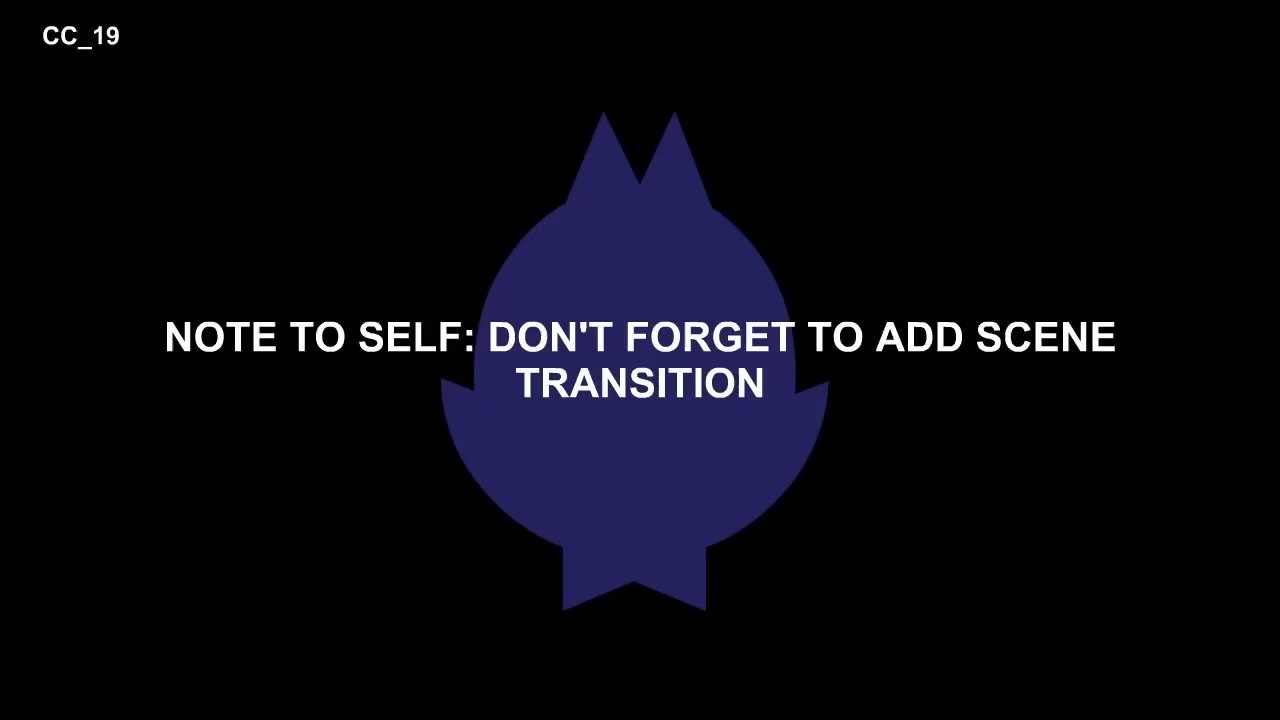 CC_19
NOTE TO SELF: DON'T FORGET TO ADD SCENE
TRANSITION